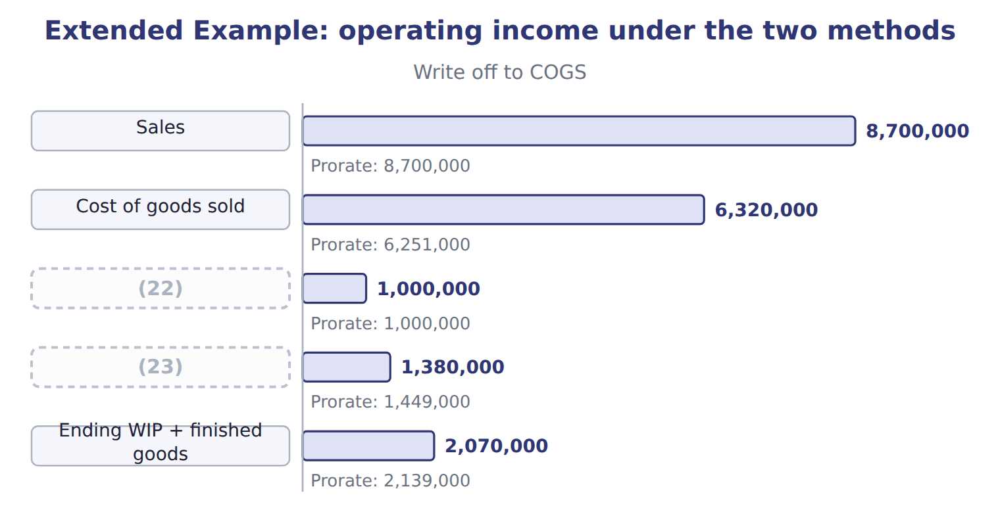 Extended Example: operating income under the two methods
Write off to COGS
Sales
8,700,000
Prorate: 8,700,000
Cost of goods sold
6,320,000
Prorate: 6,251,000
(22)
1,000,000
Prorate: 1,000,000
(23)
1,380,000
Prorate: 1,449,000
Ending WIP + finished
goods
2,070,000
Prorate: 2,139,000